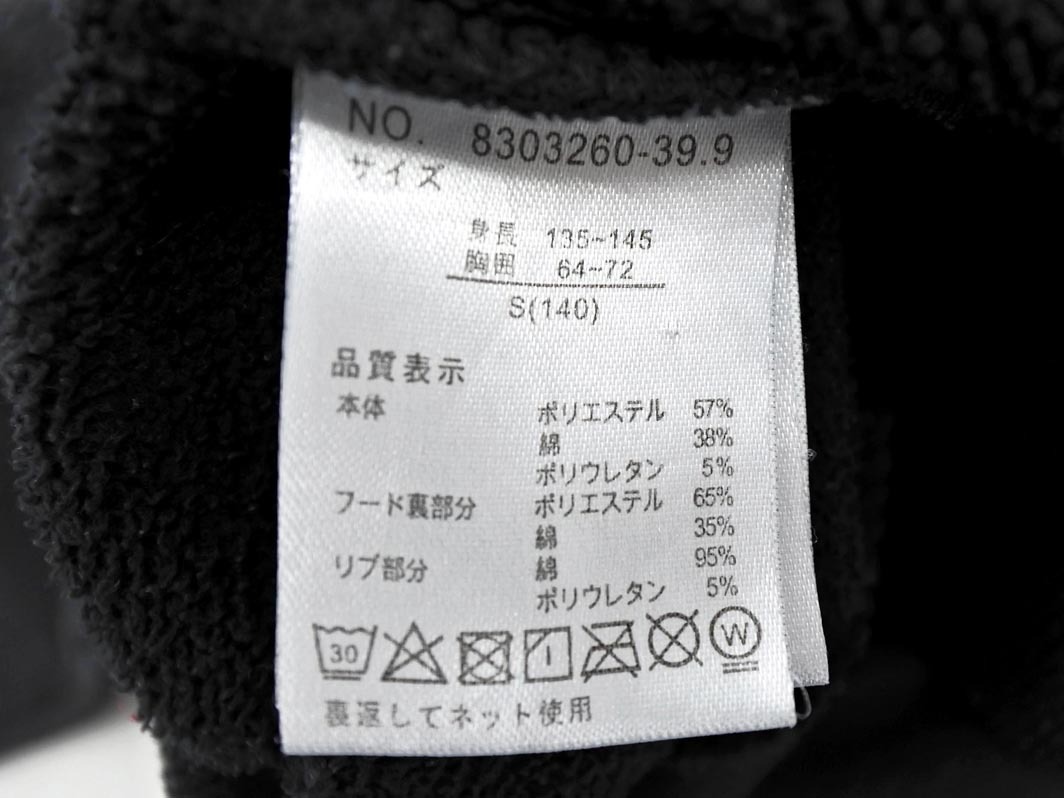 NO. 8303260-39.9
サイズ
身長 135~145
胸囲 64~72
S(140)
品質表示
本体 ポリエステル 57%
綿 38%
ポリウレタン 5%
フード裏部分 ポリエステル 65%
綿 35%
リブ部分 綿 95%
ポリウレタン 5%
30 W
裏返してネット使用